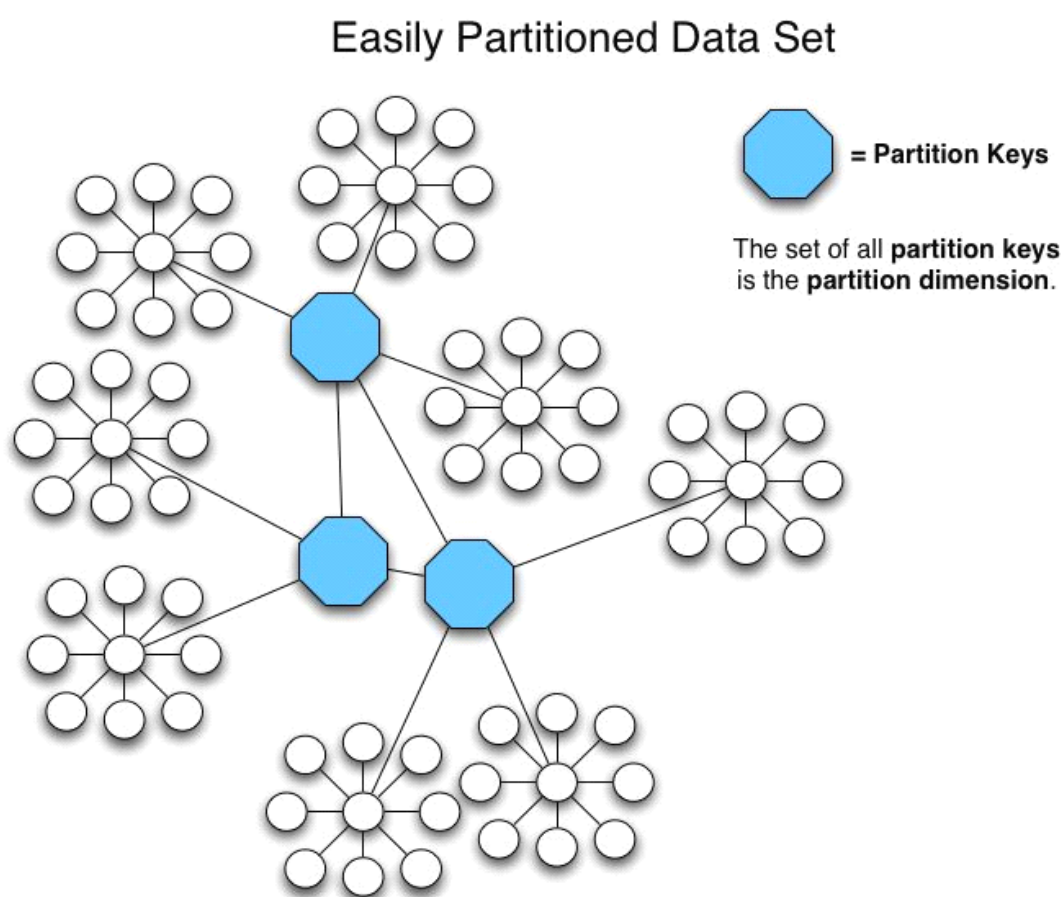 Easily Partitioned Data Set
= Partition Keys
The set of all partition keys
is the partition dimension.